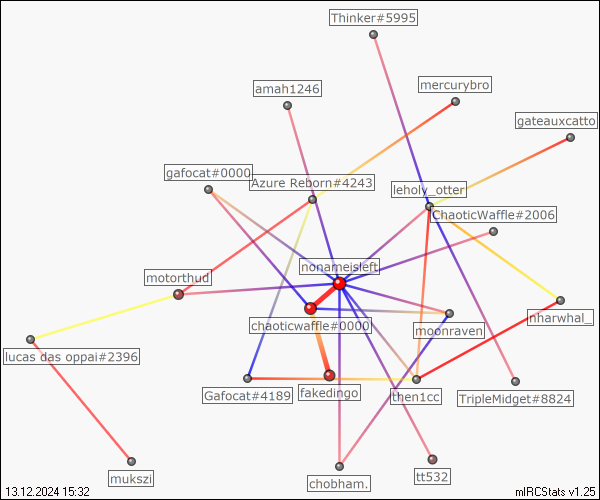 Thinker#5995
mercurybro
amah1246
gateauxcatto
gafocat#0000
Azure Reborn#4243
leholy_otter
ChaoticWaffle#2006
nonameisleft
motorthud
nharwhal_
chaoticwaffle#0000
moonraven
lucas das oppai#2396
Gafocat#4189
fakedingo
then1cc
TripleMidget#8824
mukszi
chobham.
tt532
13.12.2024 15:32
mIRCStats v1.25